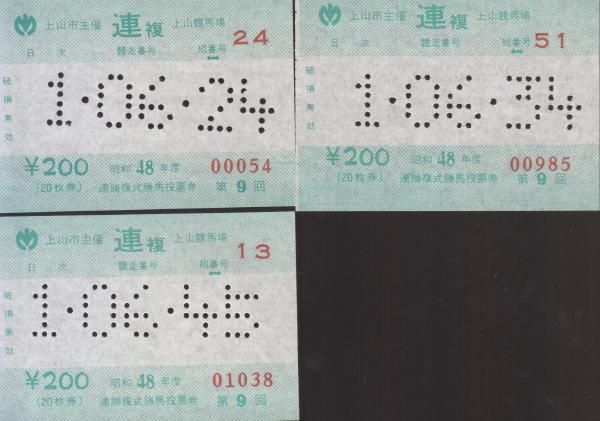 上山市主催 連複 上山競馬場
日 次 競走番号 組番号 24
破損無効
1·06·24
¥200 昭和48年度 00054
(20枚券) 連勝複式勝馬投票券 第9回
上山市主催 連複 上山競馬場
日 次 競走番号 組番号 51
破損無効
1·06·34
¥200 昭和48年度 00985
(20枚券) 連勝複式勝馬投票券 第9回
上山市主催 連複 上山競馬場
日 次 競走番号 組番号 13
破損無効
1·06·45
¥200 昭和48年度 01038
(20枚券) 連勝複式勝馬投票券 第9回